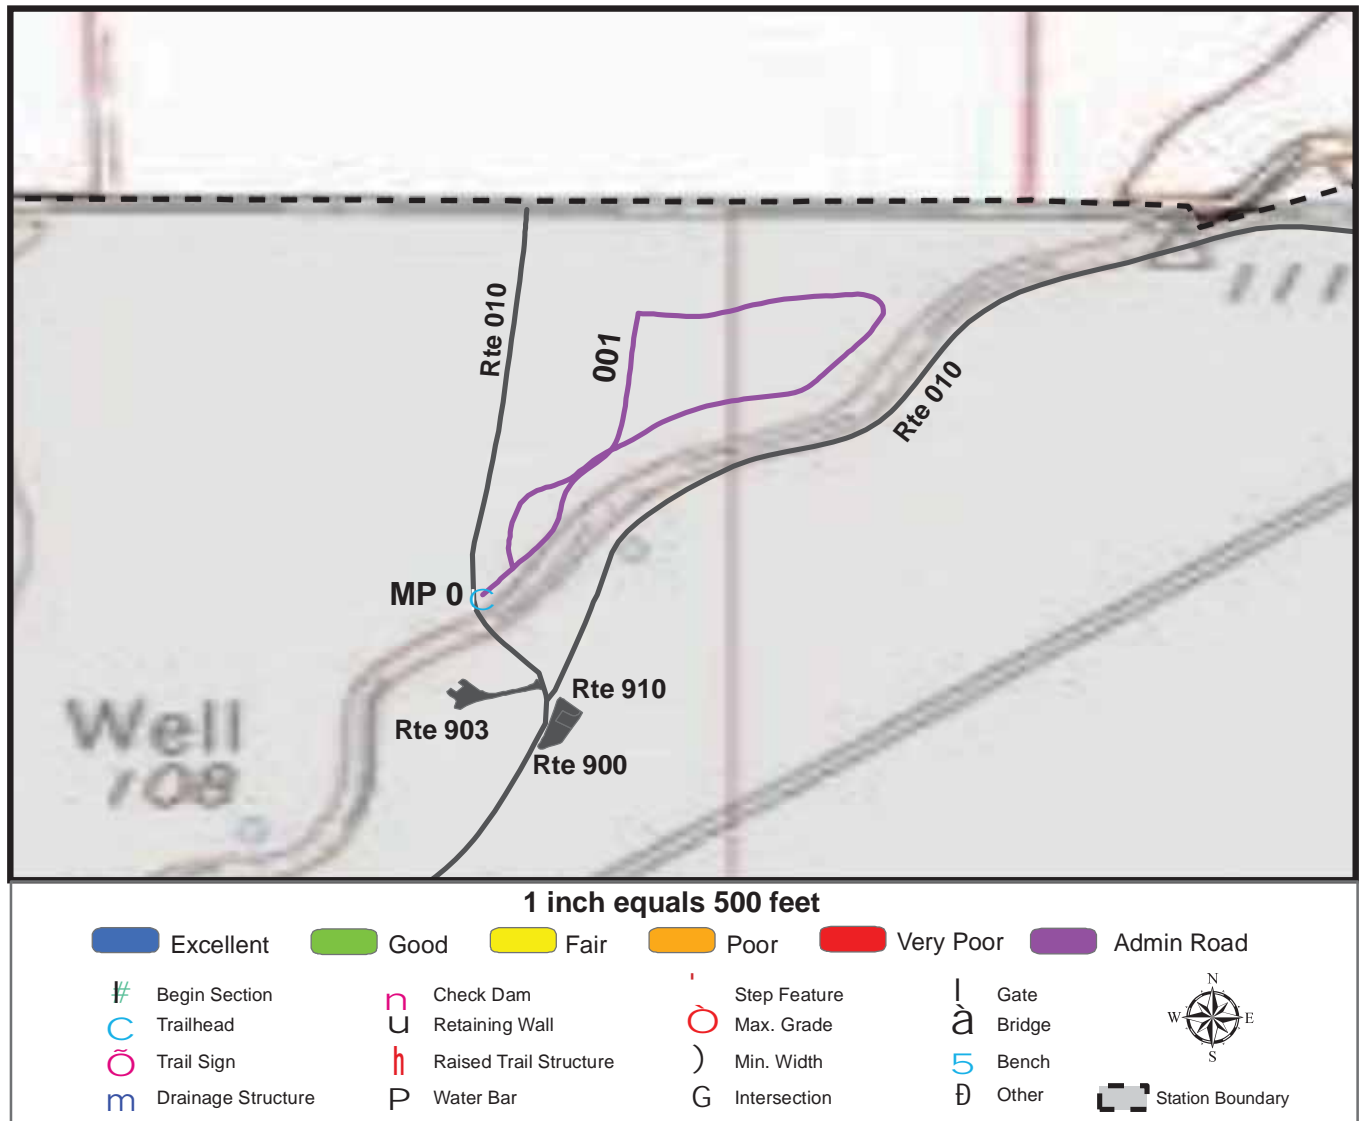 Rte 010
001
Rte 010
MP 0
Rte 910
Rte 903
Rte 900
Well
108
111
1 inch equals 500 feet
Excellent Good Fair Poor Very Poor Admin Road
# Begin Section n Check Dam ' Step Feature l Gate
C Trailhead u Retaining Wall Ò Max. Grade à Bridge
Õ Trail Sign h Raised Trail Structure ) Min. Width 5 Bench
m Drainage Structure P Water Bar G Intersection Đ Other Station Boundary
N
W E
S